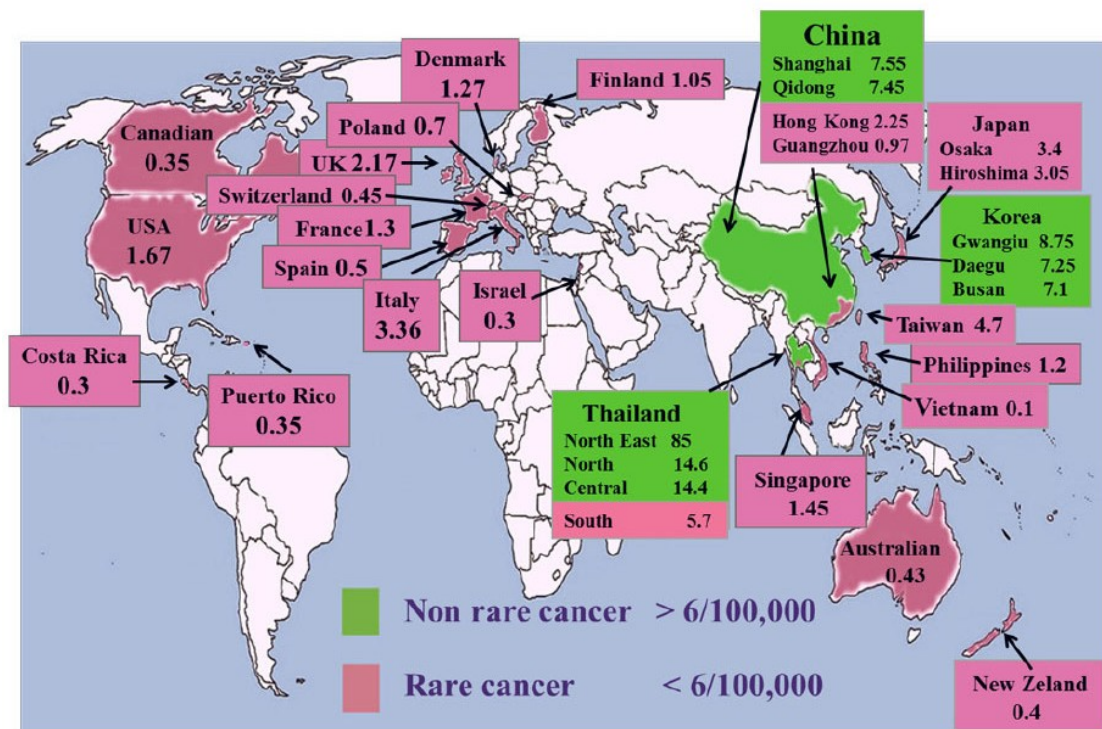 Denmark
1.27
Finland 1.05
China
Shanghai 7.55
Qidong 7.45
Hong Kong 2.25
Guangzhou 0.97
Canadian
0.35
Poland 0.7
UK 2.17
Switzerland 0.45
France 1.3
Spain 0.5
Italy
3.36
Israel
0.3
USA
1.67
Japan
Osaka 3.4
Hiroshima 3.05
Korea
Gwangiu 8.75
Daegu 7.25
Busan 7.1
Taiwan 4.7
Philippines 1.2
Vietnam 0.1
Costa Rica
0.3
Puerto Rico
0.35
Thailand
North East 85
North 14.6
Central 14.4
South 5.7
Singapore
1.45
Australian
0.43
New Zeland
0.4
Non rare cancer > 6/100,000
Rare cancer < 6/100,000